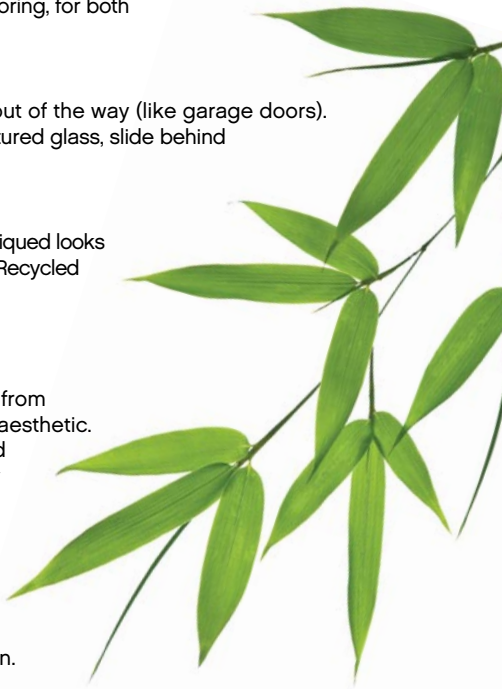 oring, for both
out of the way (like garage doors).
tured glass, slide behind
iqued looks
Recycled
from
aesthetic.
d
n.